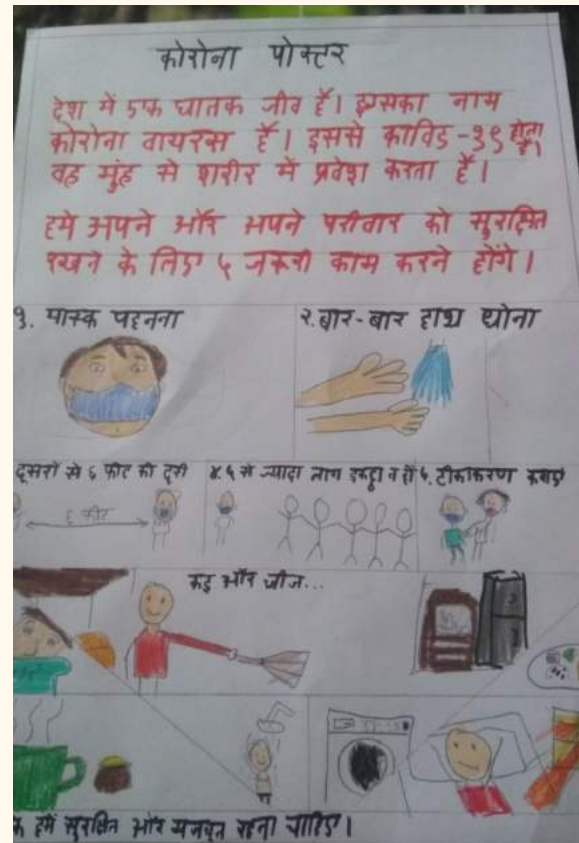 कोरोना पोस्टर
देश में एक घातक जीव है। इसका नाम
कोरोना वायरस है। इससे काविड-१९ होता है।
वह मुंह से शरीर में प्रवेश करता है।
हमे अपने और अपने परीवार को सुरक्षित
रखने के लिए ५ जरूरी काम करने होंगे।
१. मास्क पहनना
२. बार-बार हाथ धोना
दूसरों से ६ फीट की दूरी
६ फीट
४. ५ से ज्यादा लोग इकट्ठा न हों
५. टीकाकरण करवाएं
कइ और चीजे...
हमें सुरक्षित और मजबूत रहना चाहिए।